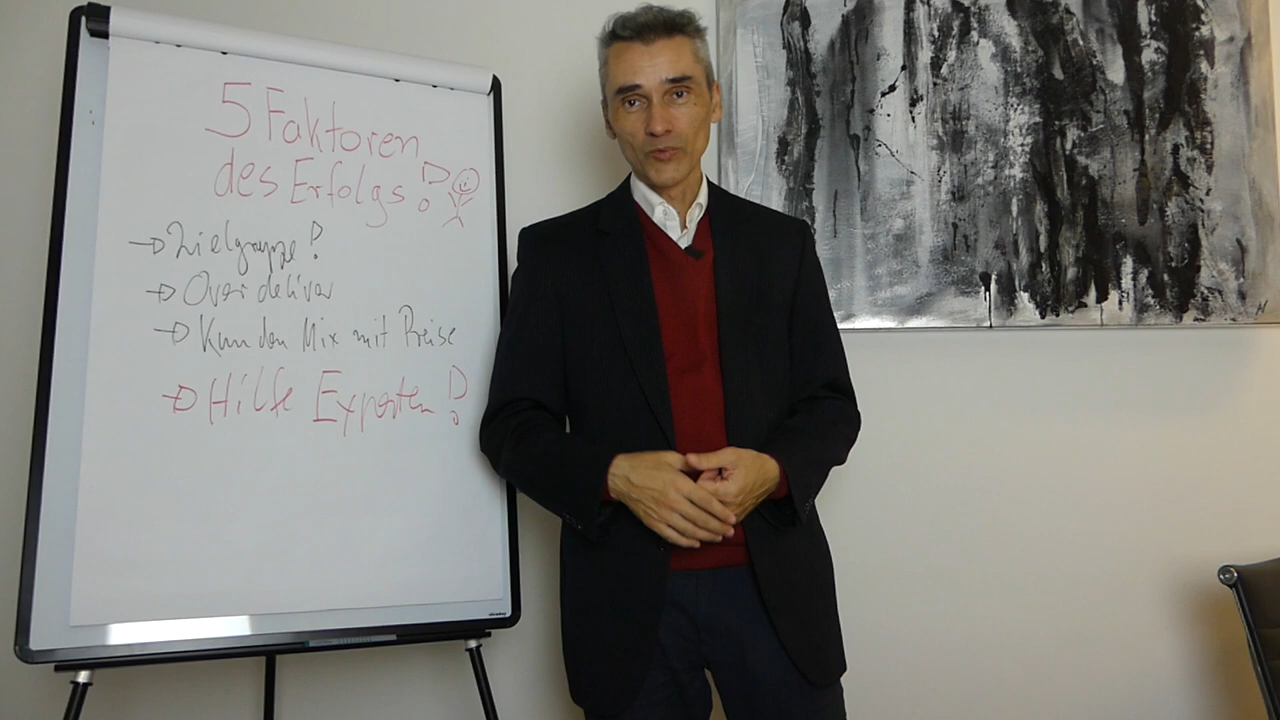 5 Faktoren
des Erfolgs!
→ Zielgruppe!
→ Over deliver
→ Kunden Mix mit Preise
→ Hilfe Experten!